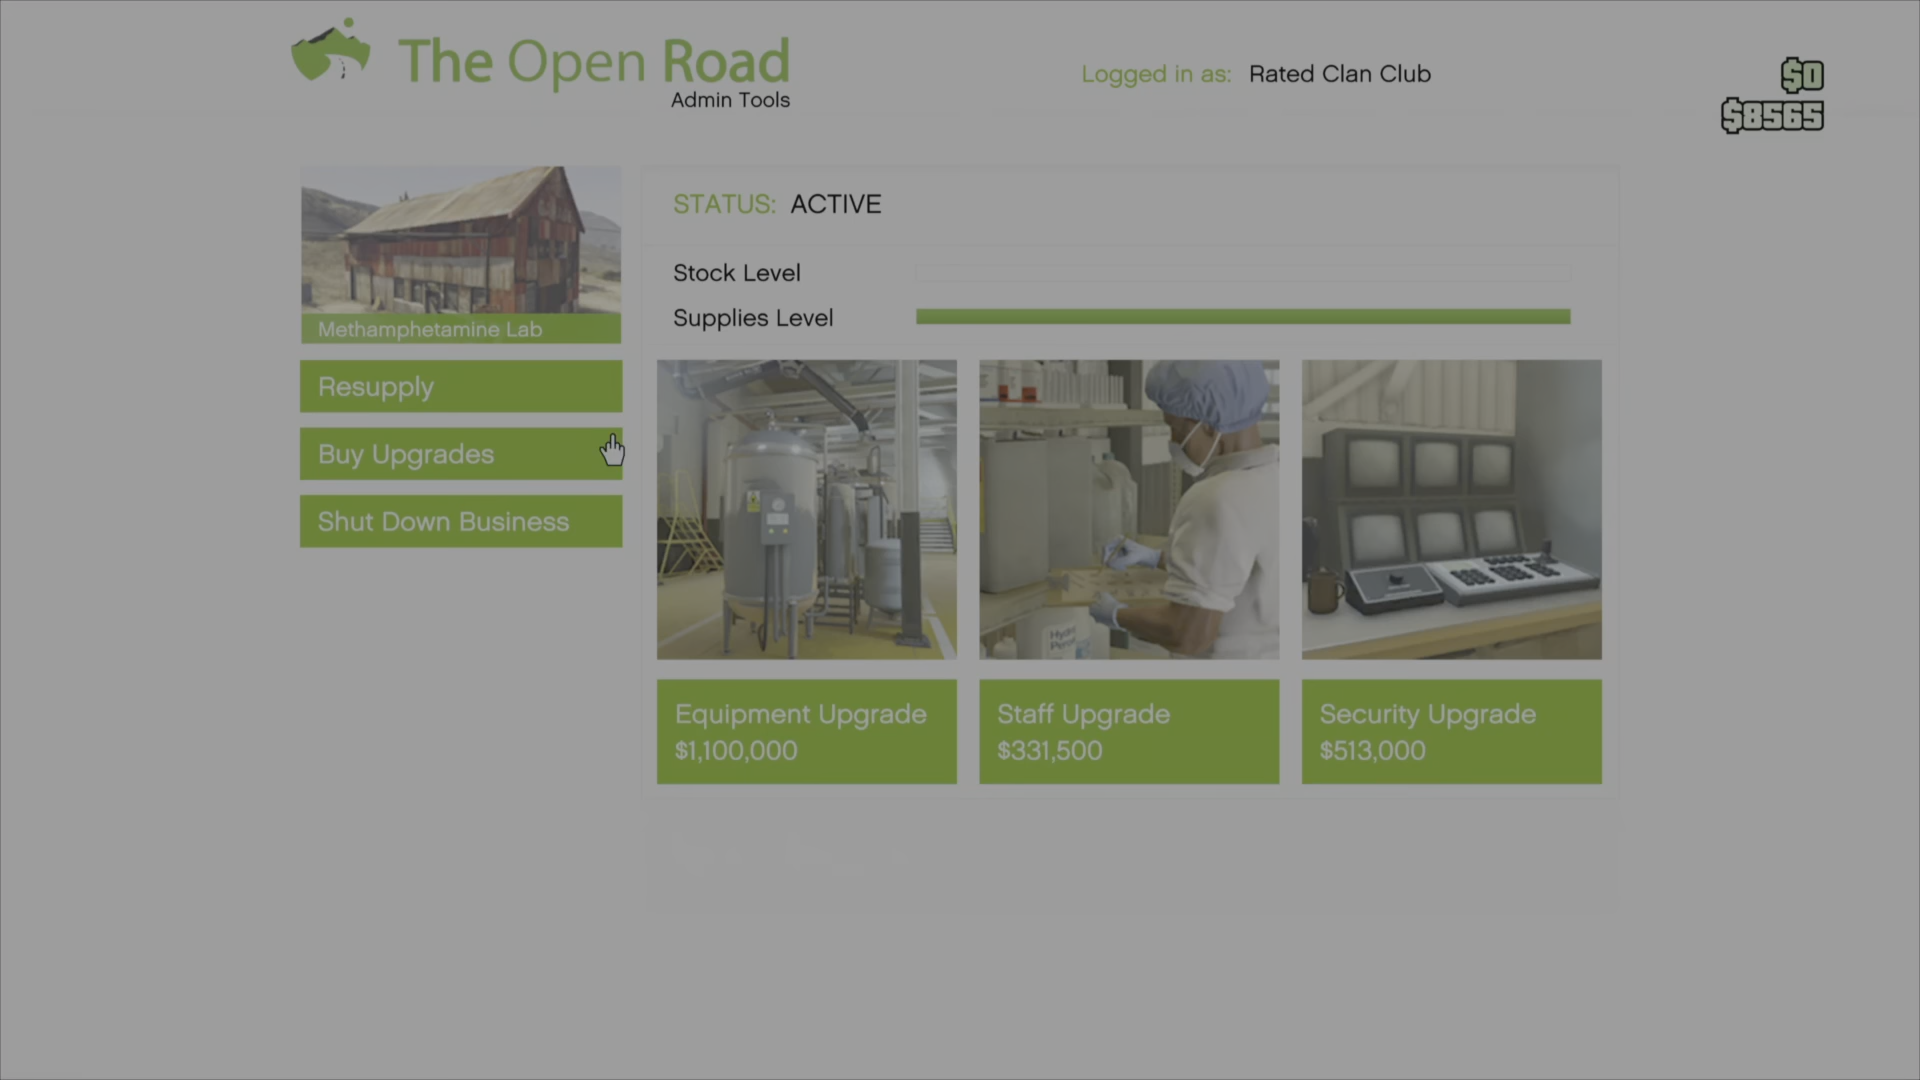 The Open Road
Admin Tools
Logged in as: Rated Clan Club
$0
$8565
Methamphetamine Lab
Resupply
Buy Upgrades
Shut Down Business
STATUS: ACTIVE
Stock Level
Supplies Level
Hydr
Equipment Upgrade
$1,100,000
Staff Upgrade
$331,500
Security Upgrade
$513,000